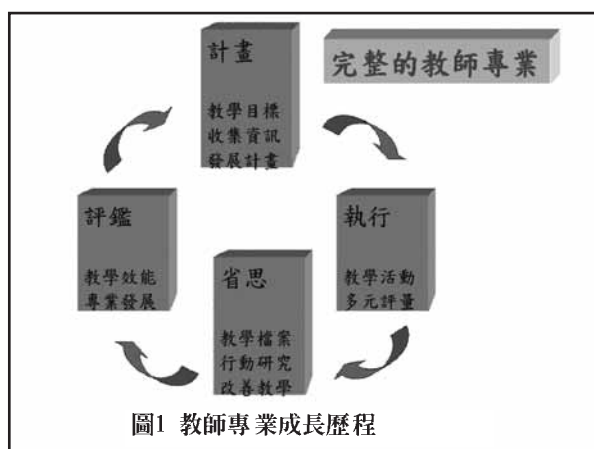 完整的教師專業
計畫
教學目標
收集資訊
發展計畫
執行
教學活動
多元評量
省思
教學檔案
行動研究
改善教學
評鑑
教學效能
專業發展
圖1 教師專業成長歷程